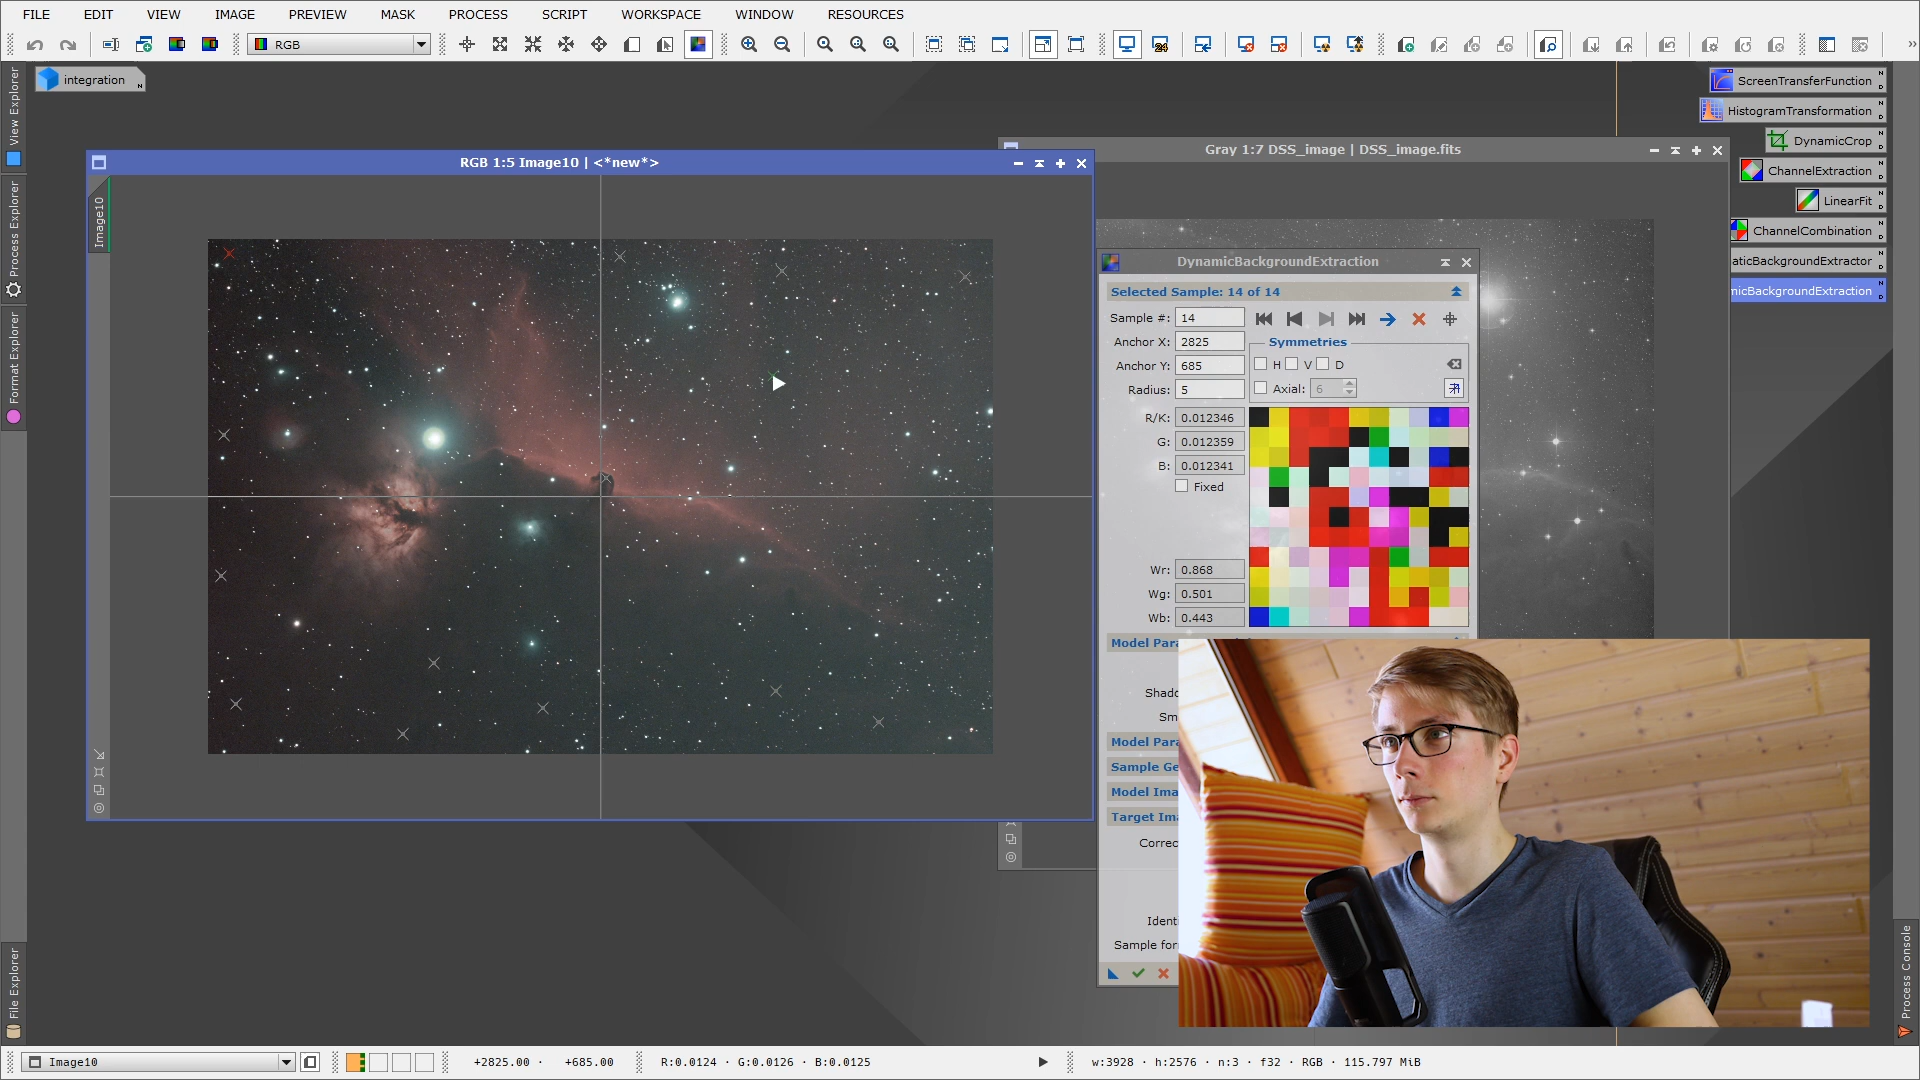 FILE EDIT VIEW IMAGE PREVIEW MASK PROCESS SCRIPT WORKSPACE WINDOW RESOURCES
RGB
24
View Explorer
Process Explorer
Format Explorer
File Explorer
integration
N
RGB 1:5 Image10 | <*new*>
Image10
Gray 1:7 DSS_image | DSS_image.fits
ScreenTransferFunction
HistogramTransformation
DynamicCrop
ChannelExtraction
LinearFit
ChannelCombination
aticBackgroundExtractor
micBackgroundExtraction
DynamicBackgroundExtraction
Selected Sample: 14 of 14
Sample #: 14
Anchor X: 2825
Anchor Y: 685
Radius: 5
Symmetries
H V D
Axial: 6
R/K: 0.012346
G: 0.012359
B: 0.012341
Fixed
Wr: 0.868
Wg: 0.501
Wb: 0.443
Model Para
Shado
Sm
Model Para
Sample Ge
Model Ima
Target Ima
Correc
Ident
Sample for
Process Console
Image10
+2825.00 · +685.00
R:0.0124 · G:0.0126 · B:0.0125
w:3928 · h:2576 · n:3 · f32 · RGB · 115.797 MiB